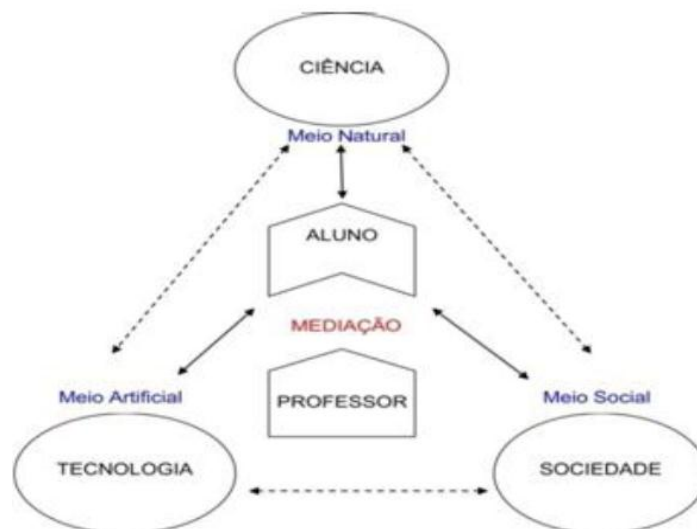 CIÊNCIA
Meio Natural
ALUNO
MEDIAÇÃO
Meio Artificial
PROFESSOR
Meio Social
TECNOLOGIA
SOCIEDADE